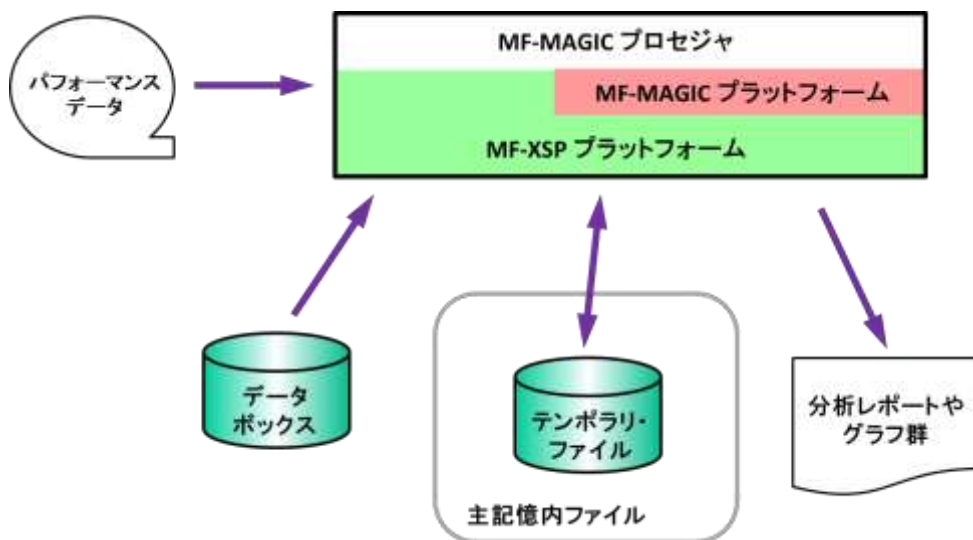 MF-MAGIC プロセジャ
パフォーマンス
データ
MF-MAGIC プラットフォーム
MF-XSP プラットフォーム
データ
ボックス
テンポラリ・
ファイル
主記憶内ファイル
分析レポートや
グラフ群